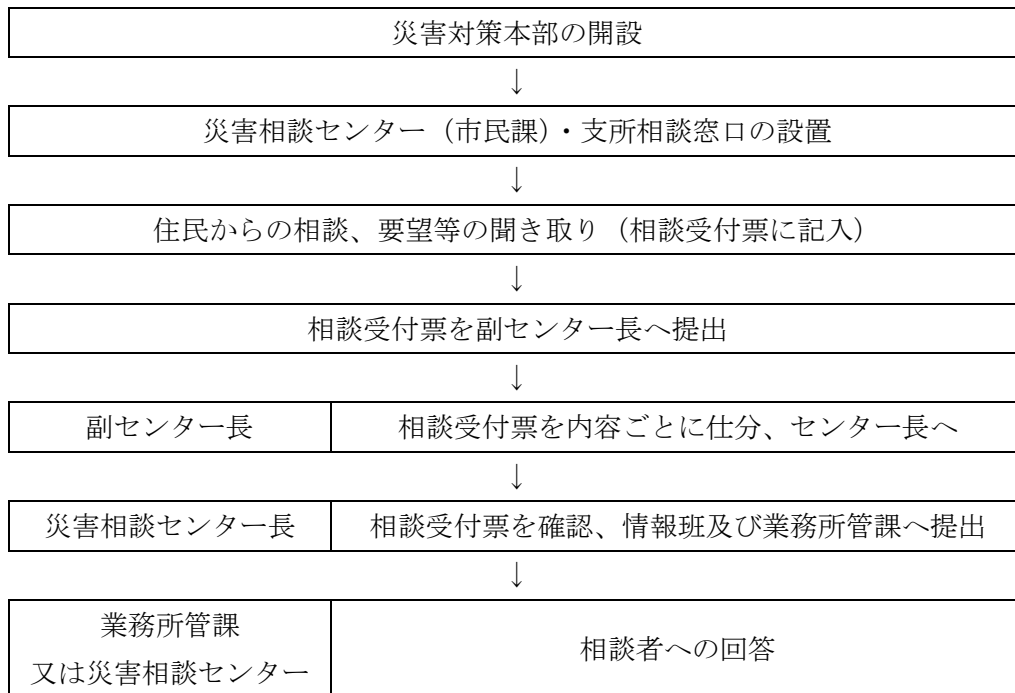 災害対策本部の開設
↓
災害相談センター（市民課）・支所相談窓口の設置
↓
住民からの相談、要望等の聞き取り（相談受付票に記入）
↓
相談受付票を副センター長へ提出
↓
副センター長 相談受付票を内容ごとに仕分、センター長へ
↓
災害相談センター長 相談受付票を確認、情報班及び業務所管課へ提出
↓
業務所管課
又は災害相談センター
相談者への回答